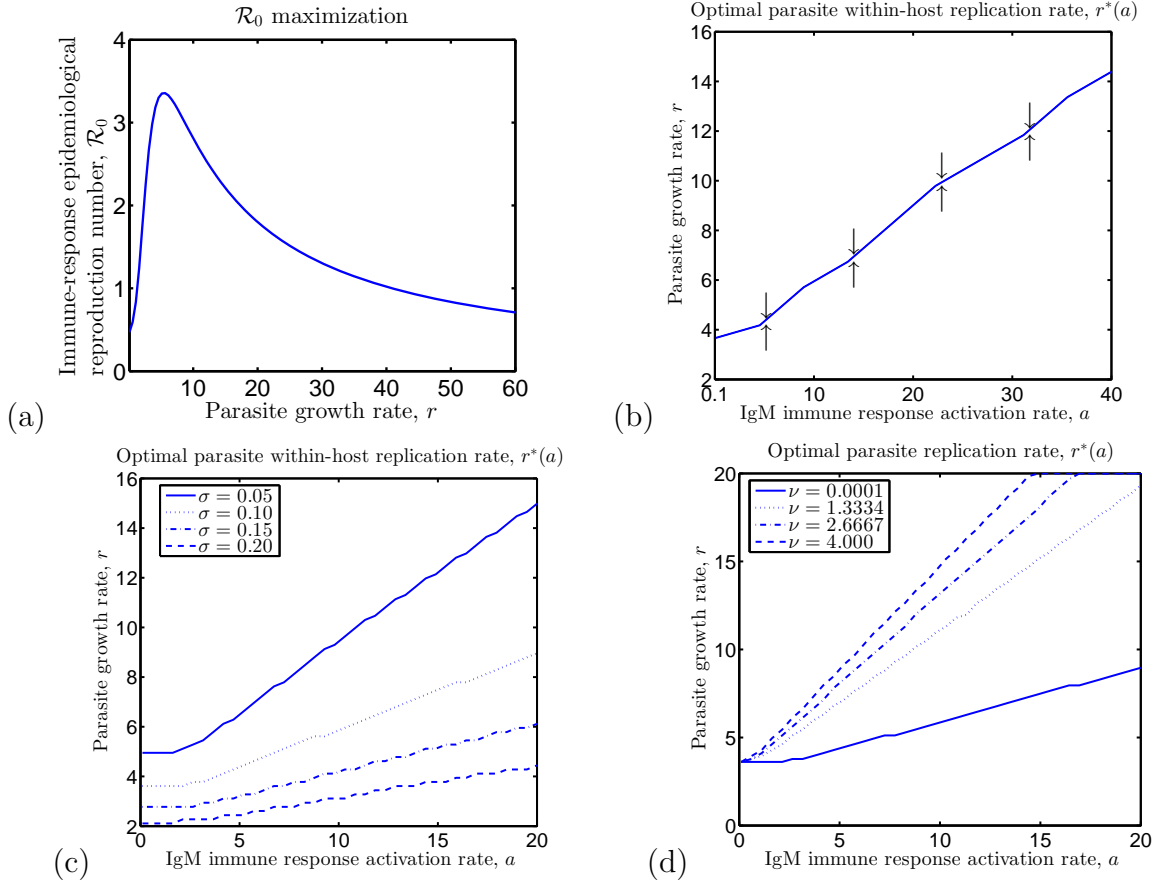 ℛ₀ maximization
Immune-response epidemiological
reproduction number, ℛ₀
4
3
2
1
0
10
20
30
40
50
60
Parasite growth rate, r
(a)
Optimal parasite within-host replication rate, r*(a)
Parasite growth rate, r
16
14
12
10
8
6
4
2
0.1
10
20
30
40
IgM immune response activation rate, a
(b)
Optimal parasite within-host replication rate, r*(a)
Parasite growth rate, r
16
14
12
10
8
6
4
2
σ = 0.05
σ = 0.10
σ = 0.15
σ = 0.20
0
5
10
15
20
IgM immune response activation rate, a
(c)
Optimal parasite replication rate, r*(a)
Parasite growth rate, r
20
15
10
5
0
ν = 0.0001
ν = 1.3334
ν = 2.6667
ν = 4.000
0
5
10
15
20
IgM immune response activation rate, a
(d)